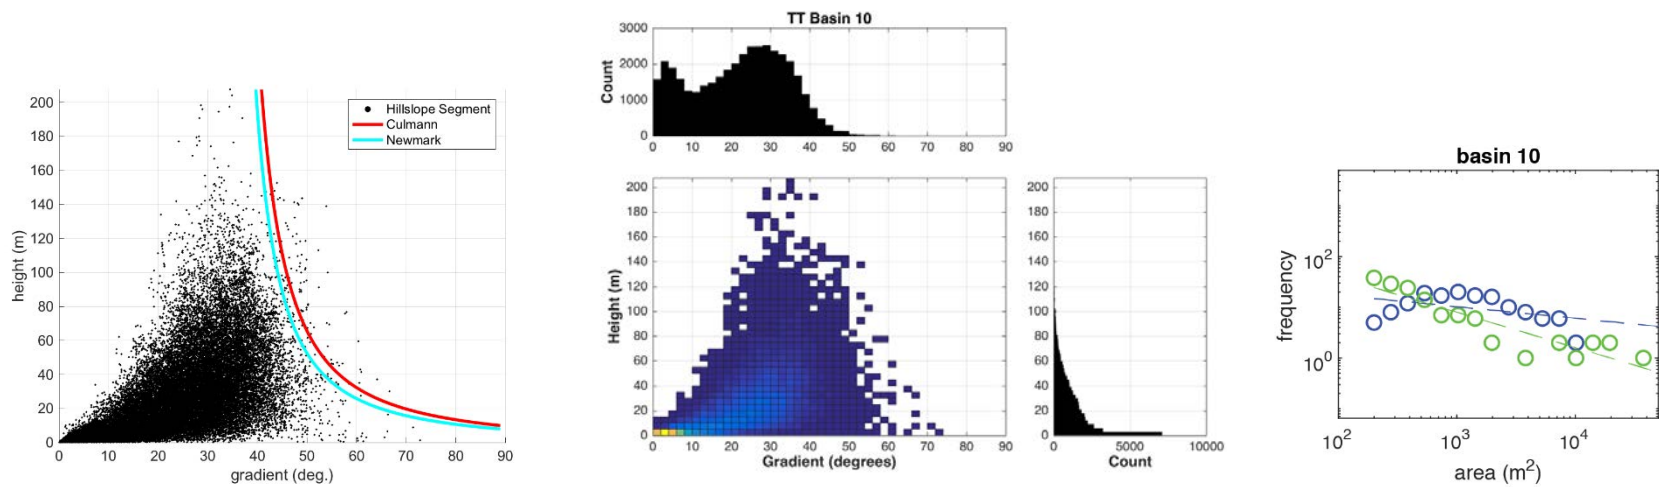 200
180
160
140
120
100
80
60
40
20
0
height (m)
0 10 20 30 40 50 60 70 80 90
gradient (deg.)
Hillslope Segment
Culmann
Newmark
TT Basin 10
3000
2000
1000
0
Count
0 10 20 30 40 50 60 70 80 90
200
180
160
140
120
100
80
60
40
20
0
Height (m)
0 10 20 30 40 50 60 70 80 90
Gradient (degrees)
200
180
160
140
120
100
80
60
40
20
0
0 5000 10000
Count
basin 10
10²
10⁰
frequency
10² 10³ 10⁴
area (m²)